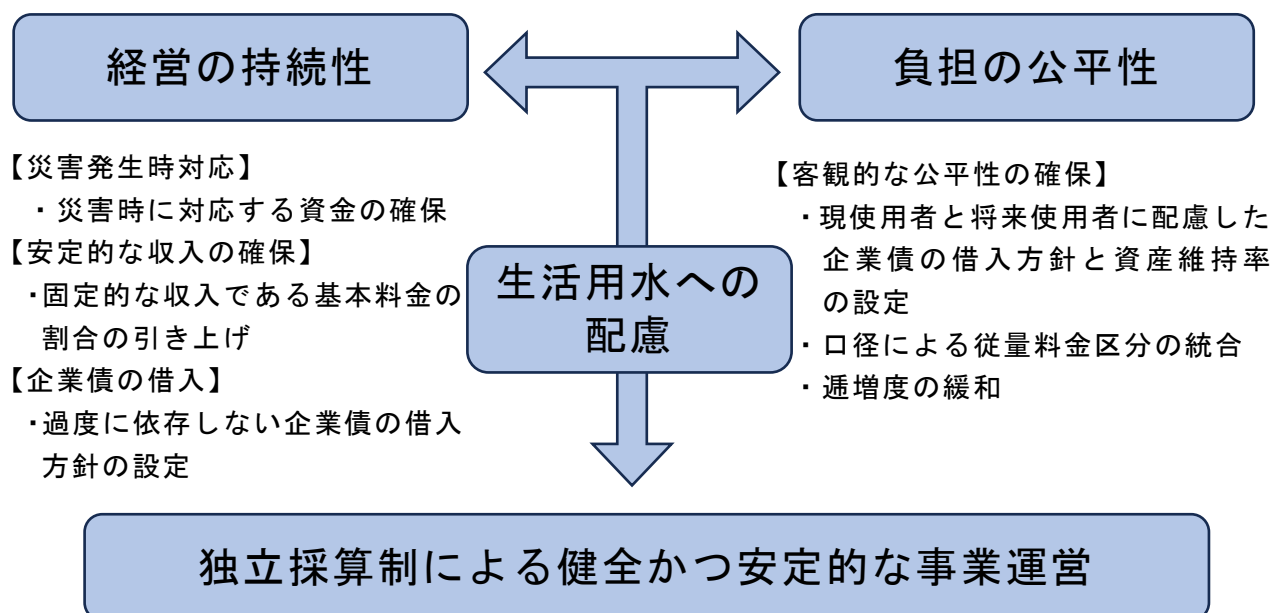 経営の持続性
負担の公平性
【災害発生時対応】
・災害時に対応する資金の確保
【安定的な収入の確保】
・固定的な収入である基本料金の
割合の引き上げ
【企業債の借入】
・過度に依存しない企業債の借入
方針の設定
【客観的な公平性の確保】
・現使用者と将来使用者に配慮した
企業債の借入方針と資産維持率
の設定
・口径による従量料金区分の統合
・逓増度の緩和
生活用水への
配慮
独立採算制による健全かつ安定的な事業運営